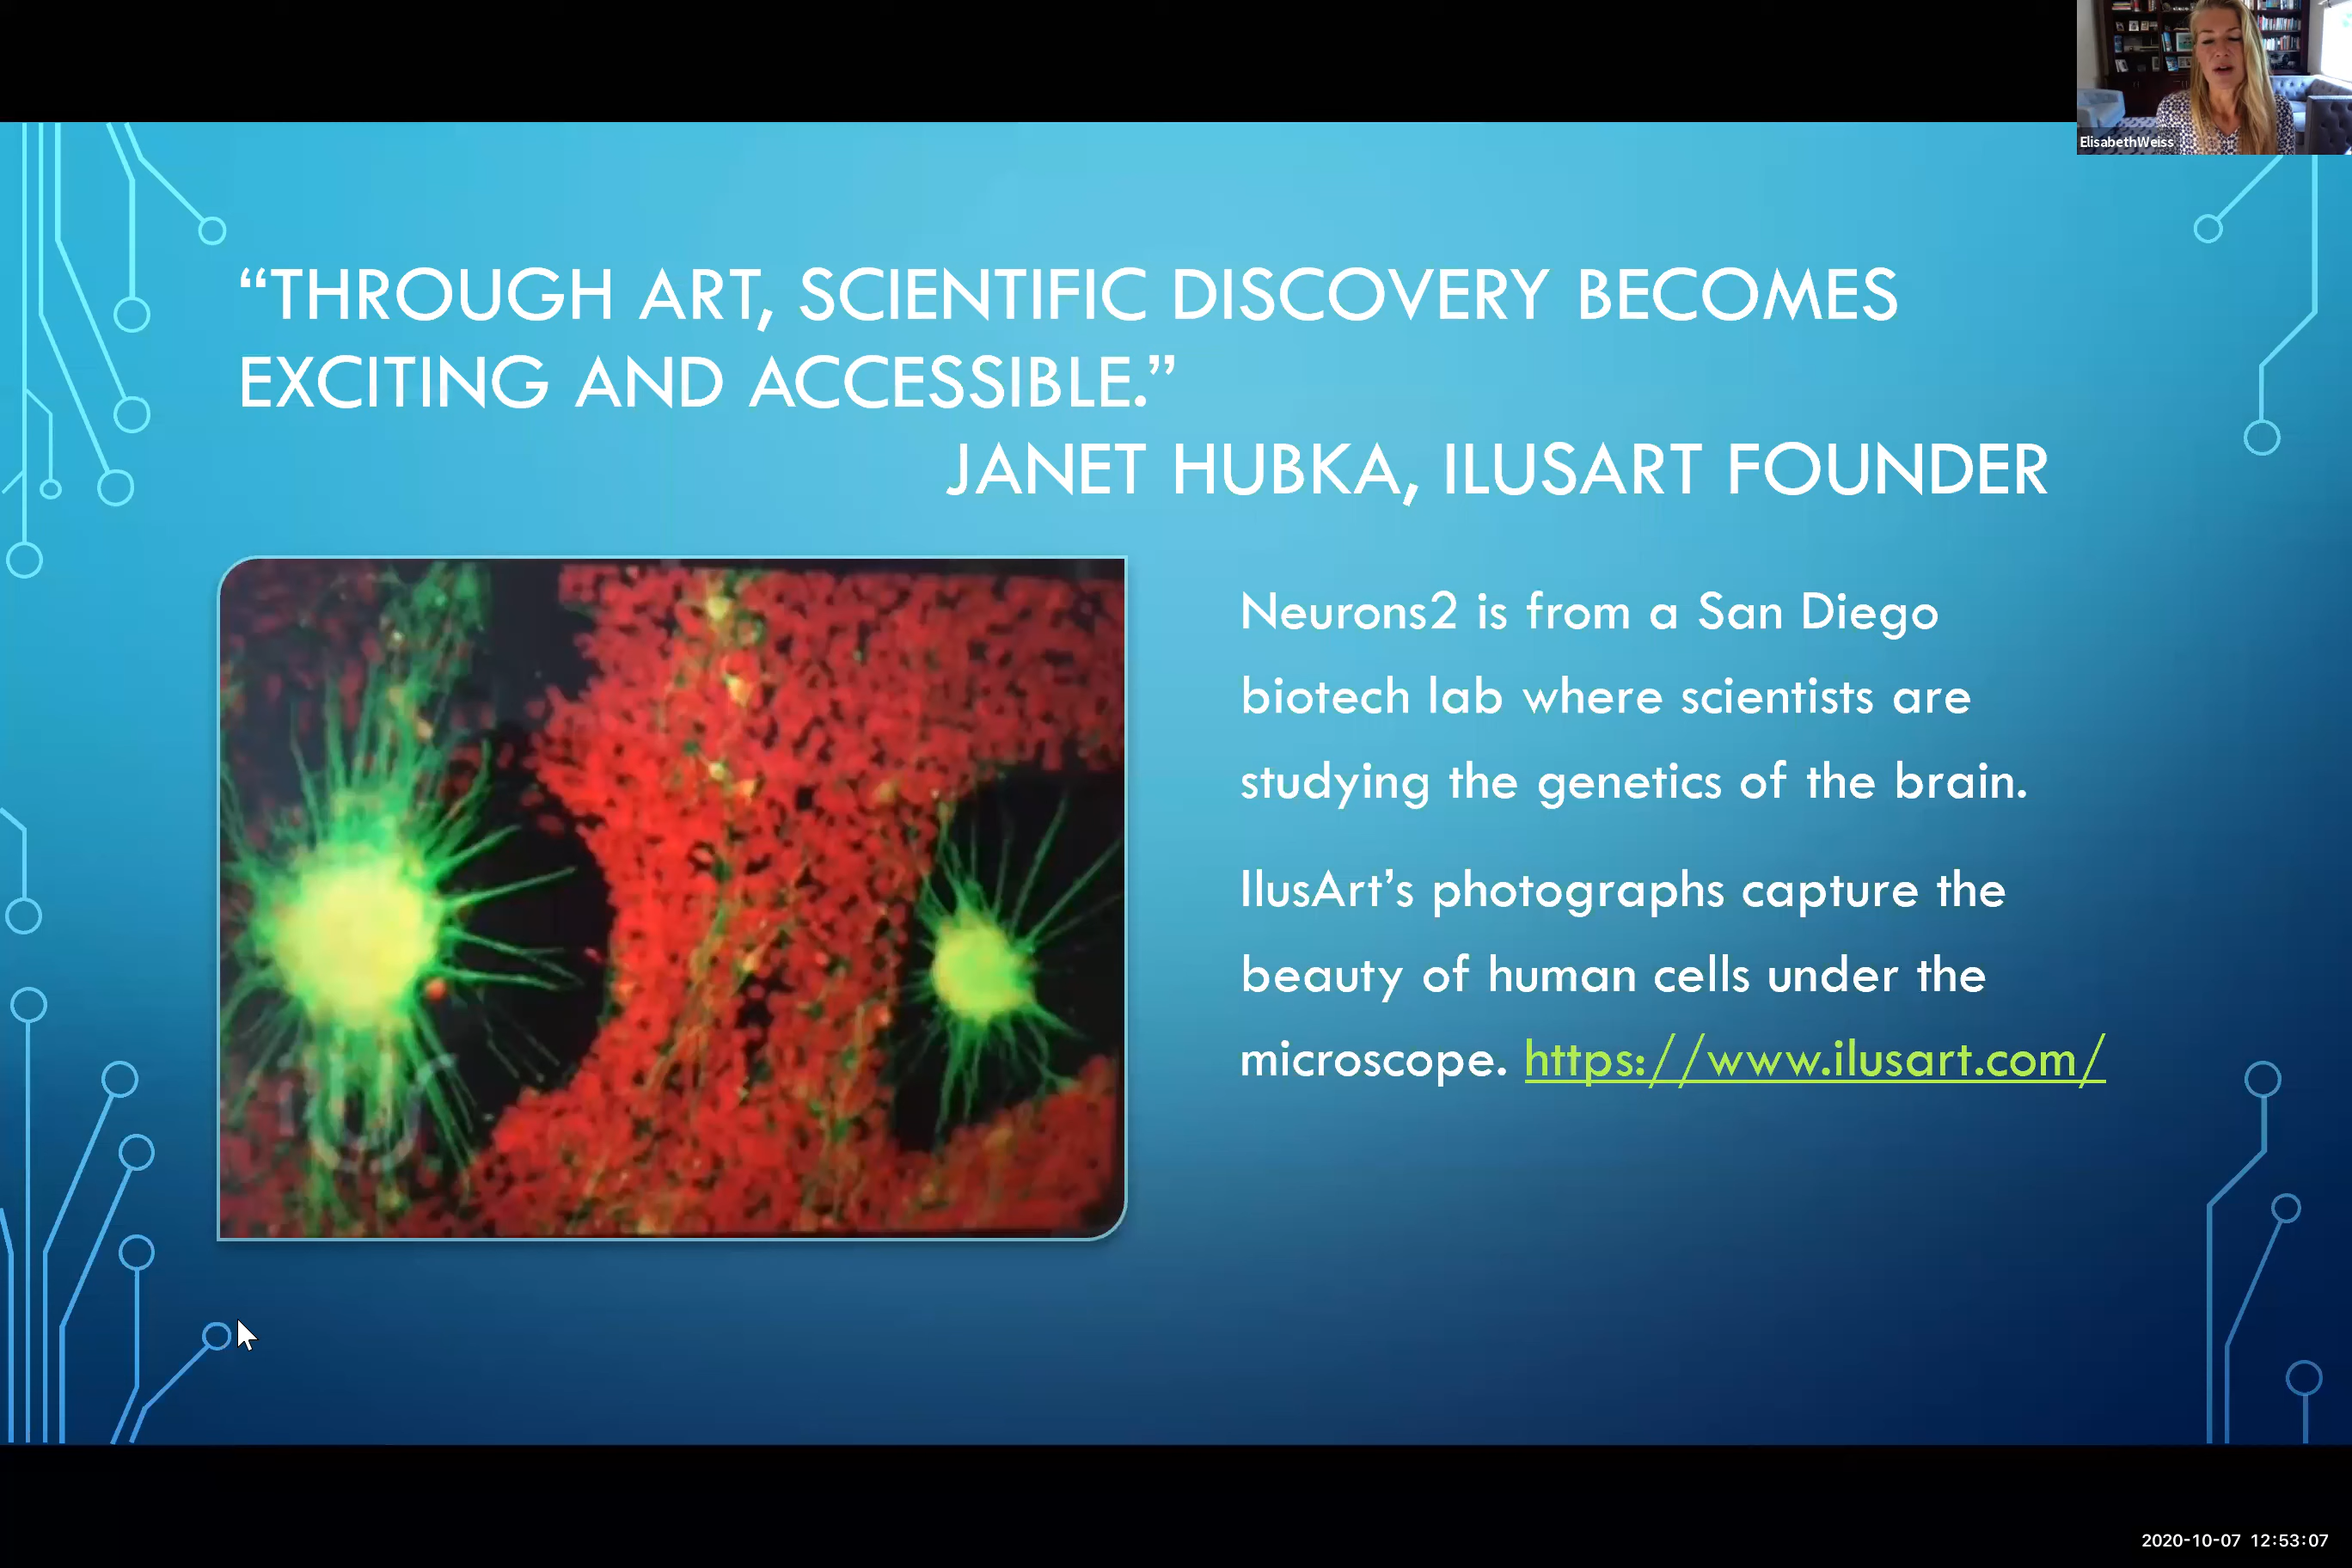 ElisabethWeiss
“THROUGH ART, SCIENTIFIC DISCOVERY BECOMES
EXCITING AND ACCESSIBLE.”
JANET HUBKA, ILUSART FOUNDER
Neurons2 is from a San Diego
biotech lab where scientists are
studying the genetics of the brain.
IlusArt’s photographs capture the
beauty of human cells under the
microscope. https://www.ilusart.com/
2020-10-07 12:53:07